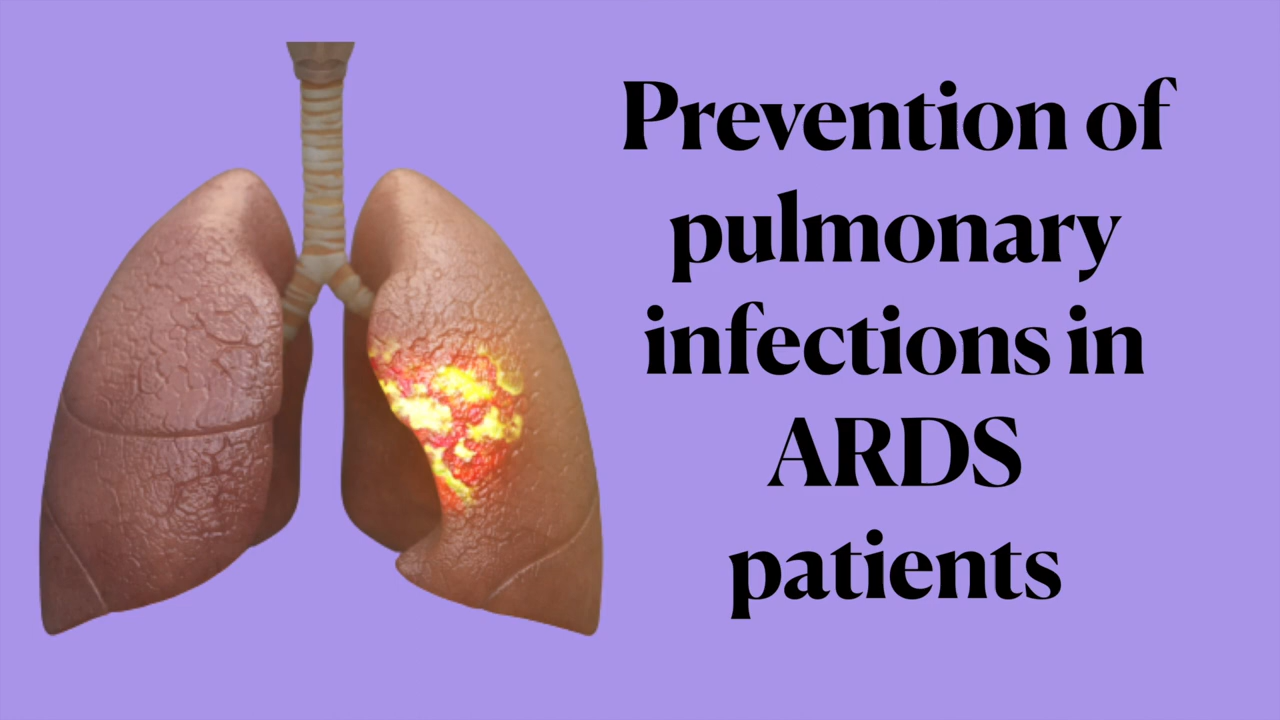 Prevention of
pulmonary
infections in
ARDS
patients